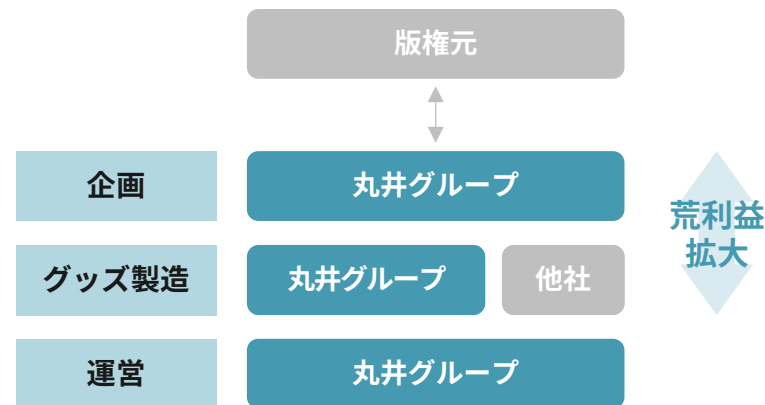 版権元
企画
丸井グループ
グッズ製造
丸井グループ
他社
荒利益
拡大
運営
丸井グループ